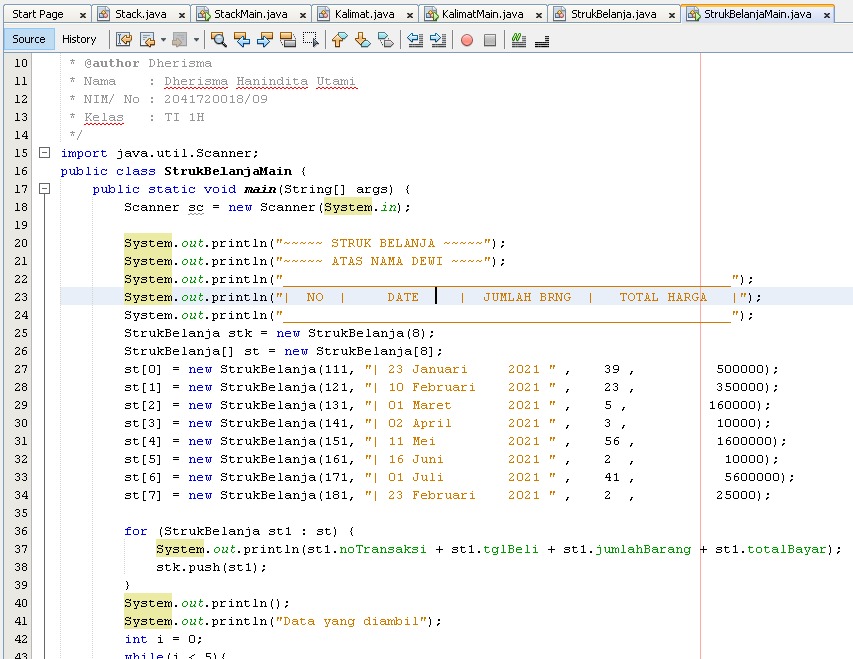 Start Page Stack.java StackMain.java Kalimat.java KalimatMain.java StrukBelanja.java StrukBelanjaMain.java
Source History
10 * @author Dherisma
11 * Nama : Dherisma Hanindita Utami
12 * NIM/ No : 2041720018/09
13 * Kelas : TI 1H
14 */
15 import java.util.Scanner;
16 public class StrukBelanjaMain {
17 public static void main(String[] args) {
18 Scanner sc = new Scanner(System.in);
19
20 System.out.println("~~~~~ STRUK BELANJA ~~~~~");
21 System.out.println("~~~~~ ATAS NAMA DEWI ~~~~");
22 System.out.println("________________________________________________________");
23 System.out.println("|  NO  |     DATE     |  JUMLAH BRNG  |   TOTAL HARGA   |");
24 System.out.println("________________________________________________________");
25 StrukBelanja stk = new StrukBelanja(8);
26 StrukBelanja[] st = new StrukBelanja[8];
27 st[0] = new StrukBelanja(111, "| 23 Januari     2021 " ,    39 ,          500000);
28 st[1] = new StrukBelanja(121, "| 10 Februari    2021 " ,    23 ,          350000);
29 st[2] = new StrukBelanja(131, "| 01 Maret       2021 " ,    5 ,          160000);
30 st[3] = new StrukBelanja(141, "| 02 April       2021 " ,    3 ,           10000);
31 st[4] = new StrukBelanja(151, "| 11 Mei         2021 " ,    56 ,          1600000);
32 st[5] = new StrukBelanja(161, "| 16 Juni        2021 " ,    2  ,           10000);
33 st[6] = new StrukBelanja(171, "| 01 Juli        2021 " ,    41 ,           5600000);
34 st[7] = new StrukBelanja(181, "| 23 Februari    2021 " ,    2  ,          25000);
35
36 for (StrukBelanja st1 : st) {
37 System.out.println(st1.noTransaksi + st1.tglBeli + st1.jumlahBarang + st1.totalBayar);
38 stk.push(st1);
39 }
40 System.out.println();
41 System.out.println("Data yang diambil");
42 int i = 0;
43 while(i < 5){